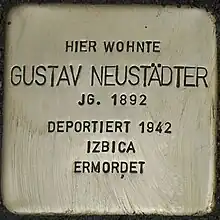 HIER WOHNTE
GUSTAV NEUSTÄDTER
JG. 1892
DEPORTIERT 1942
IZBICA
ERMORDET